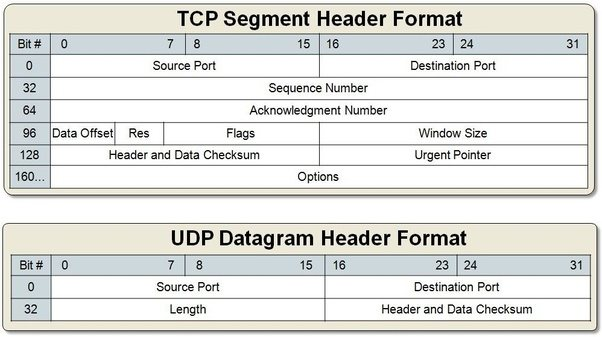 TCP Segment Header Format
Bit # 0 7 8 15 16 23 24 31
0 Source Port Destination Port
32 Sequence Number
64 Acknowledgment Number
96 Data Offset Res Flags Window Size
128 Header and Data Checksum Urgent Pointer
160... Options
UDP Datagram Header Format
Bit # 0 7 8 15 16 23 24 31
0 Source Port Destination Port
32 Length Header and Data Checksum